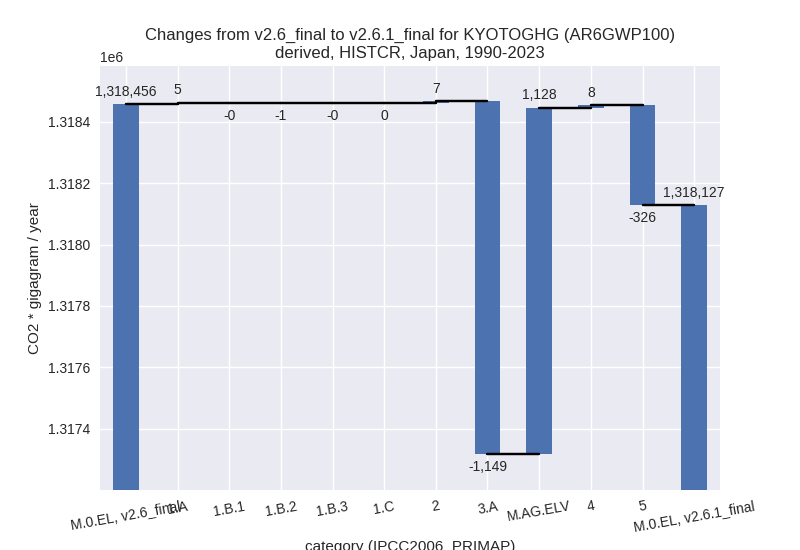 Changes from v2.6_final to v2.6.1_final for KYOTOGHG (AR6GWP100)
derived, HISTCR, Japan, 1990-2023
1e6
1,318,456
5
-0
-1
-0
0
7
-1,149
1,128
8
-326
1,318,127
1.3184
1.3182
1.3180
1.3178
1.3176
1.3174
CO2 * gigagram / year
M.0.EL, v2.6_final
1.A
1.B.1
1.B.2
1.B.3
1.C
2
3.A
M.AG.ELV
4
5
M.0.EL, v2.6.1_final
category (IPCC2006_PRIMAP)